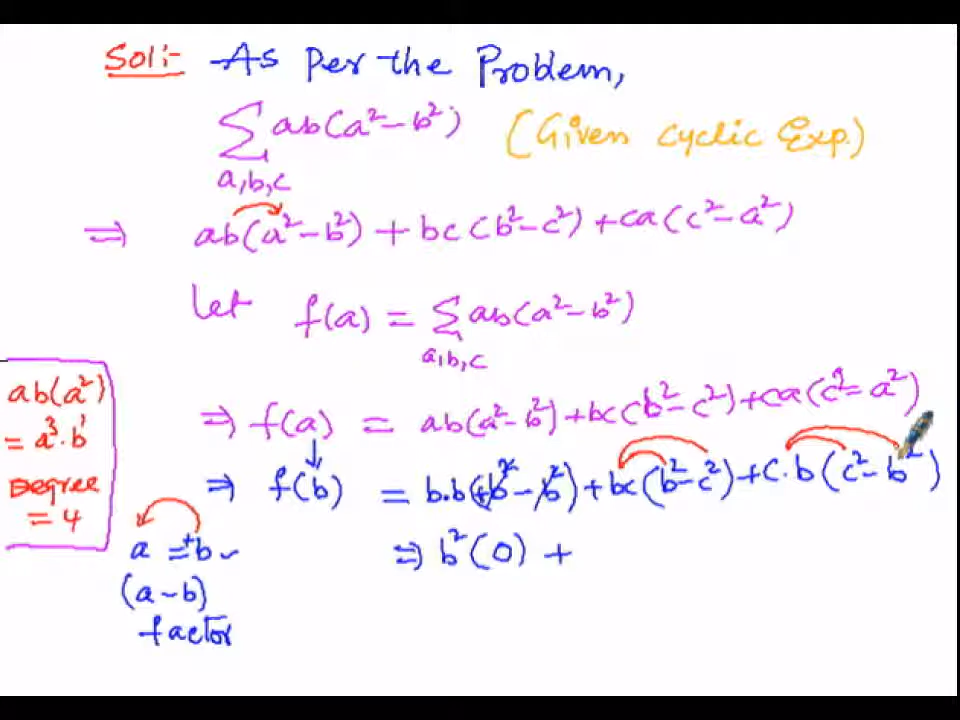 Sol:- As Per the Problem,
∑ ab(a²-b²) (Given cyclic Exp.)
a,b,c
⇒ ab(a²-b²) + bc(b²-c²) + ca(c²-a²)
let f(a) = ∑ ab(a²-b²)
a,b,c
⇒ f(a) = ab(a²-b²) + bc(b²-c²) + ca(c²-a²)
⇒ f(b) = b.b(b²-b²) + bc(b²-c²) + c.b(c²-b²)
⇒ b²(0) +
ab(a²)
= a³.b¹
Degree
= 4
a = +b
(a-b)
factor